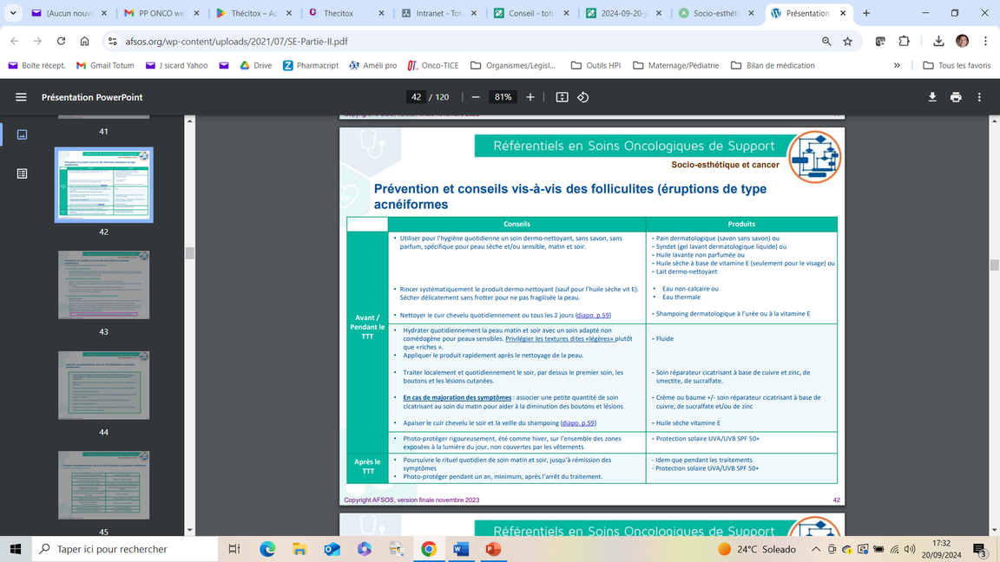 (Aucun nouv
PP ONCO we
Thécitox – A
Thecitox
Intranet - Tot
Conseil - totu
2024-09-20-j
Socio-esthéti
Présentation
afsos.org/wp-content/uploads/2021/07/SE-Partie-II.pdf
Boîte récept.
Gmail Totum
J sicard Yahoo
Drive
Pharmacript
Améli pro
Onco-TICE
Organismes/Legisl...
Outils HPI
Maternage/Pédiatrie
Bilan de médication
»
Tous les favoris
Présentation PowerPoint
42 / 120
81%
41
42
43
44
45
Référentiels en Soins Oncologiques de Support
Socio-esthétique et cancer
Prévention et conseils vis-à-vis des folliculites (éruptions de type
acnéiformes
Conseils
Produits
Avant /
Pendant le
TTT
• Utiliser pour l'hygiène quotidienne un soin dermo-nettoyant, sans savon, sans
parfum, spécifique pour peau sèche et/ou sensible, matin et soir.
- Pain dermatologique (savon sans savon) ou
- Syndet (gel lavant dermatologique liquide) ou
- Huile lavante non parfumée ou
- Huile sèche à base de vitamine E (seulement pour le visage) ou
- Lait dermo-nettoyant
• Rincer systématiquement le produit dermo-nettoyant (sauf pour l'huile sèche vit E).
Sécher délicatement sans frotter pour ne pas fragilisée la peau.
• Eau non-calcaire ou
• Eau thermale
• Nettoyer le cuir chevelu quotidiennement ou tous les 2 jours (diapo. p.59)
- Shampoing dermatologique à l'urée ou à la vitamine E
• Hydrater quotidiennement la peau matin et soir avec un soin adapté non
comédogène pour peaux sensibles. Privilégier les textures dites «légères» plutôt
que «riches ».
- Fluide
• Appliquer le produit rapidement après le nettoyage de la peau.
• Traiter localement et quotidiennement le soir, par dessus le premier soin, les
boutons et les lésions cutanées.
- Soin réparateur cicatrisant à base de cuivre et zinc, de
smectite, de sucralfate.
• En cas de majoration des symptômes : associer une petite quantité de soin
cicatrisant au soin du matin pour aider à la diminution des boutons et lésions
- Crème ou baume +/- soin réparateur cicatrisant à base de
cuivre, de sucralfate et/ou de zinc
• Apaiser le cuir chevelu le soir et la veille du shampoing (diapo. p.59)
- Huile sèche vitamine E
• Photo-protéger rigoureusement, été comme hiver, sur l'ensemble des zones
exposées à la lumière du jour, non couvertes par les vêtements.
- Protection solaire UVA/UVB SPF 50+
Après le
TTT
• Poursuivre le rituel quotidien de soin matin et soir, jusqu'à rémission des
symptômes
• Photo-protéger pendant un an, minimum, après l'arrêt du traitement.
- Idem que pendant les traitements
- Protection solaire UVA/UVB SPF 50+
Copyright AFSOS, version finale novembre 2023
42
Référentiels en Soins Oncologiques de Support
Taper ici pour rechercher
24°C Soleado
17:32
20/09/2024
3